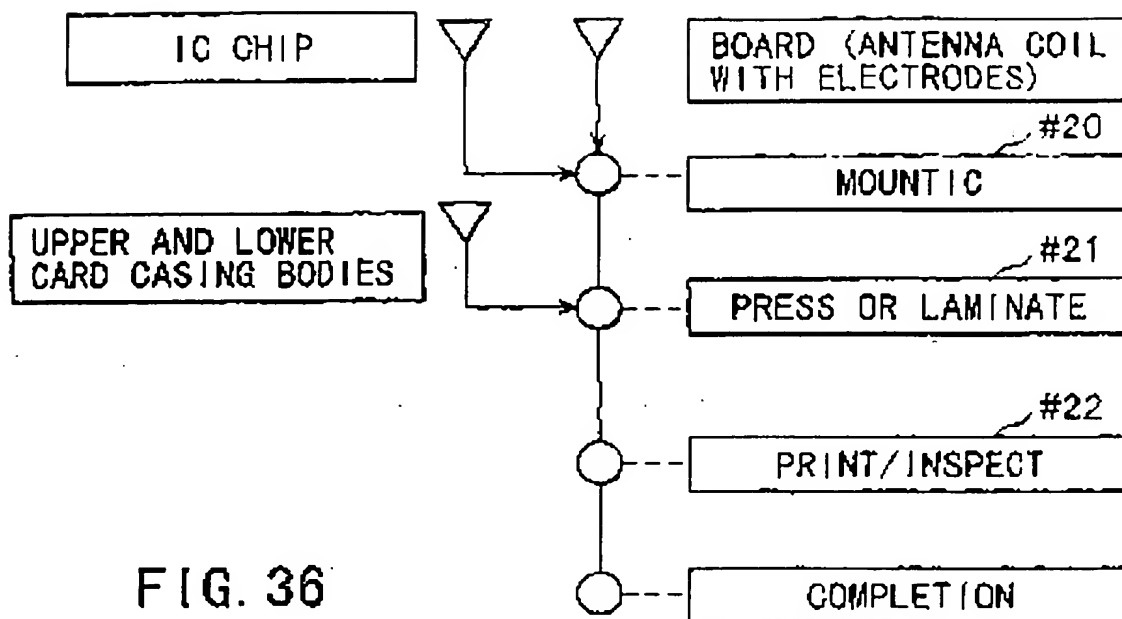 IC CHIP
BOARD (ANTENNA COIL
WITH ELECTRODES)
#20
MOUNTIC
UPPER AND LOWER
CARD CASING BODIES
#21
PRESS OR LAMINATE
#22
PRINT/INSPECT
COMPLETION
FIG. 36